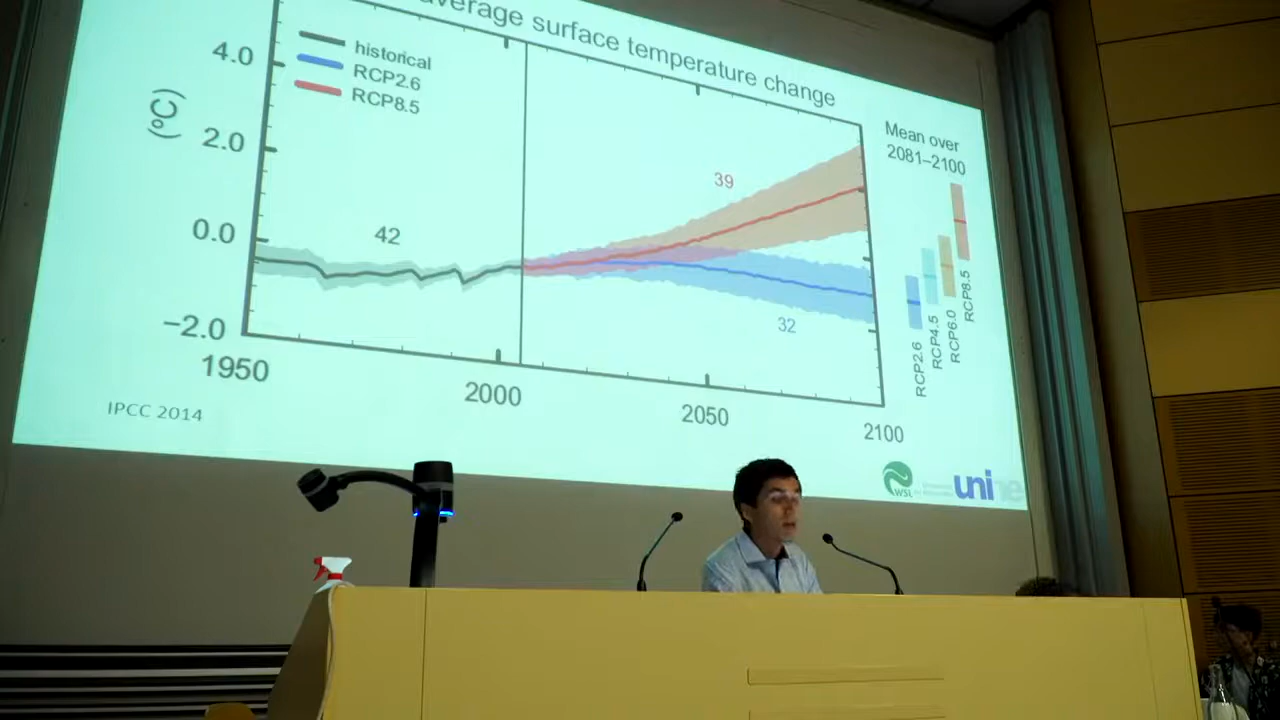 average surface temperature change
4.0
historical
RCP2.6
RCP8.5
(ºC)
Mean over
2081–2100
2.0
39
42
0.0
32
−2.0
RCP2.6
RCP4.5
RCP6.0
RCP8.5
1950
2000
2050
2100
IPCC 2014
WSL
unine